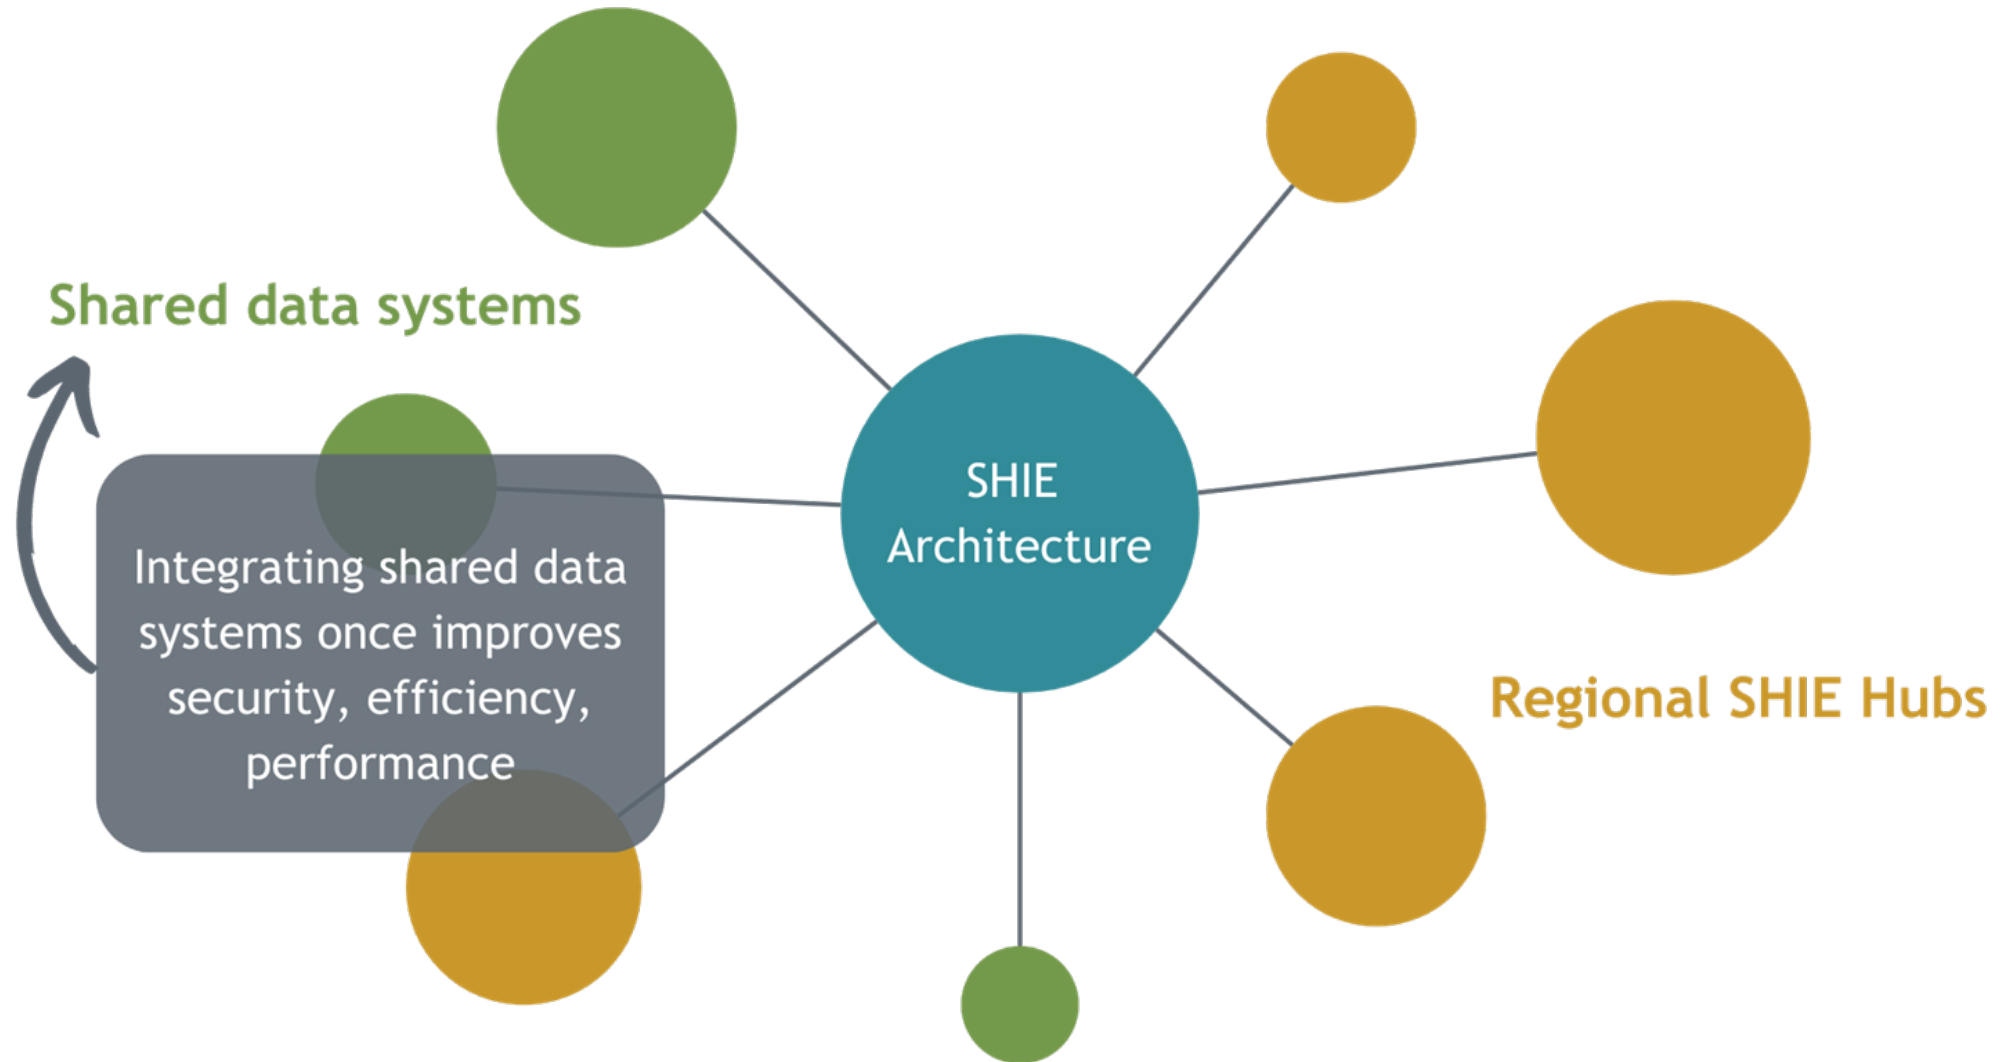 Shared data systems
SHIE
Architecture
Integrating shared data
systems once improves
security, efficiency,
performance
Regional SHIE Hubs